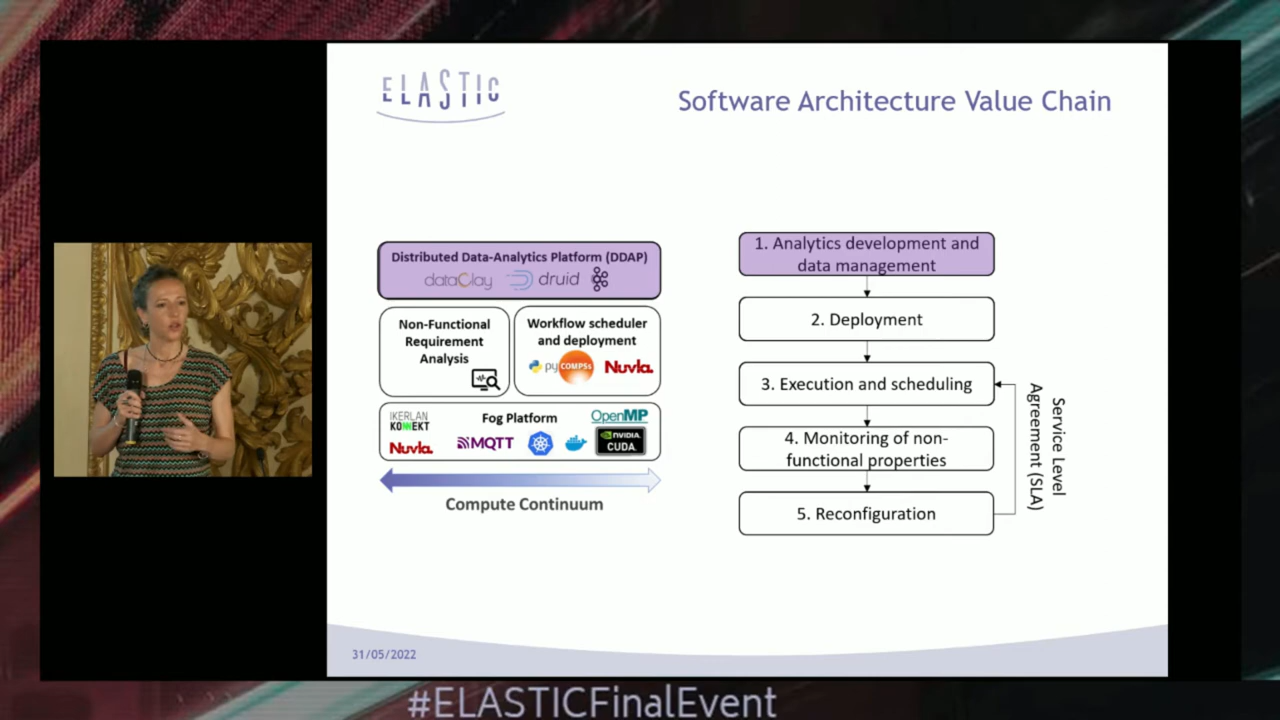 ELASTIC
Software Architecture Value Chain
Distributed Data-Analytics Platform (DDAP)
dataClay druid
Non-Functional
Requirement
Analysis
Workflow scheduler
and deployment
py COMPSs Nuvla.
IKERLAN
KONNEKT
Fog Platform
OpenMP
Nuvla.
MQTT
NVIDIA.
CUDA.
Compute Continuum
1. Analytics development and
data management
2. Deployment
3. Execution and scheduling
4. Monitoring of non-
functional properties
5. Reconfiguration
Service Level
Agreement (SLA)
31/05/2022
#ELASTICFinalEvent